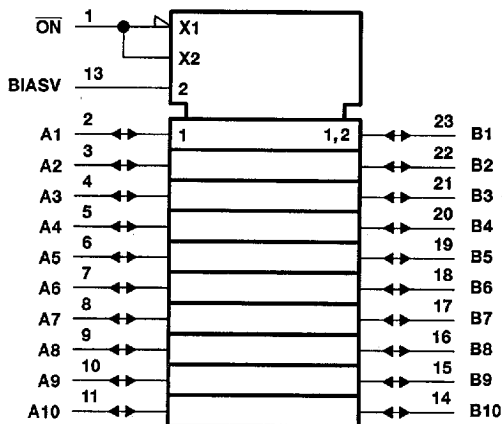 ON 1 X1
X2
BIASV 13 2
A1 2 1 1,2 23 B1
A2 3 22 B2
A3 4 21 B3
A4 5 20 B4
A5 6 19 B5
A6 7 18 B6
A7 8 17 B7
A8 9 16 B8
A9 10 15 B9
A10 11 14 B10